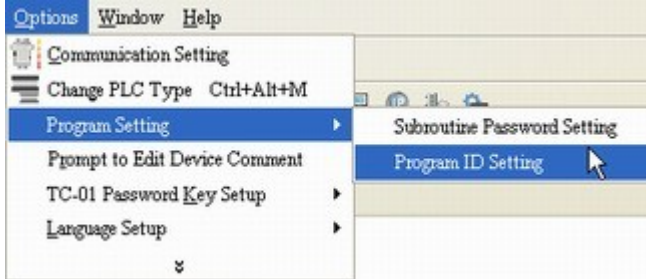 Options Window Help
Communication Setting
Change PLC Type Ctrl+Alt+M
Program Setting
Subroutine Password Setting
Prompt to Edit Device Comment
Program ID Setting
TC-01 Password Key Setup
Language Setup